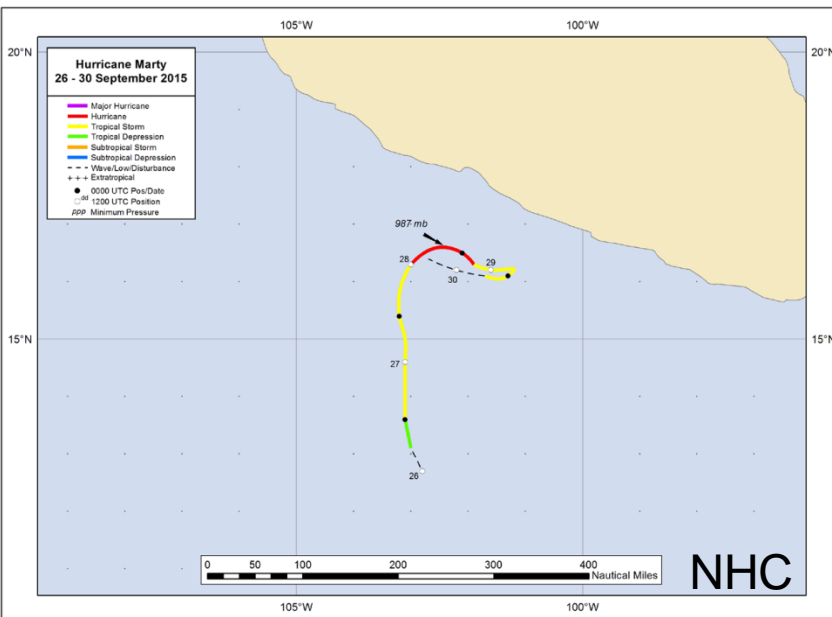 105°W 100°W
20°N 20°N
Hurricane Marty
26 - 30 September 2015
Major Hurricane
Hurricane
Tropical Storm
Tropical Depression
Subtropical Storm
Subtropical Depression
Wave/Low/Disturbance
+++ Extratropical
0000 UTC Pos/Date
dd 1200 UTC Position
PPP Minimum Pressure
987 mb
28 29
30
15°N 15°N
27
26
0 50 100 200 300 400
Nautical Miles
NHC
105°W 100°W